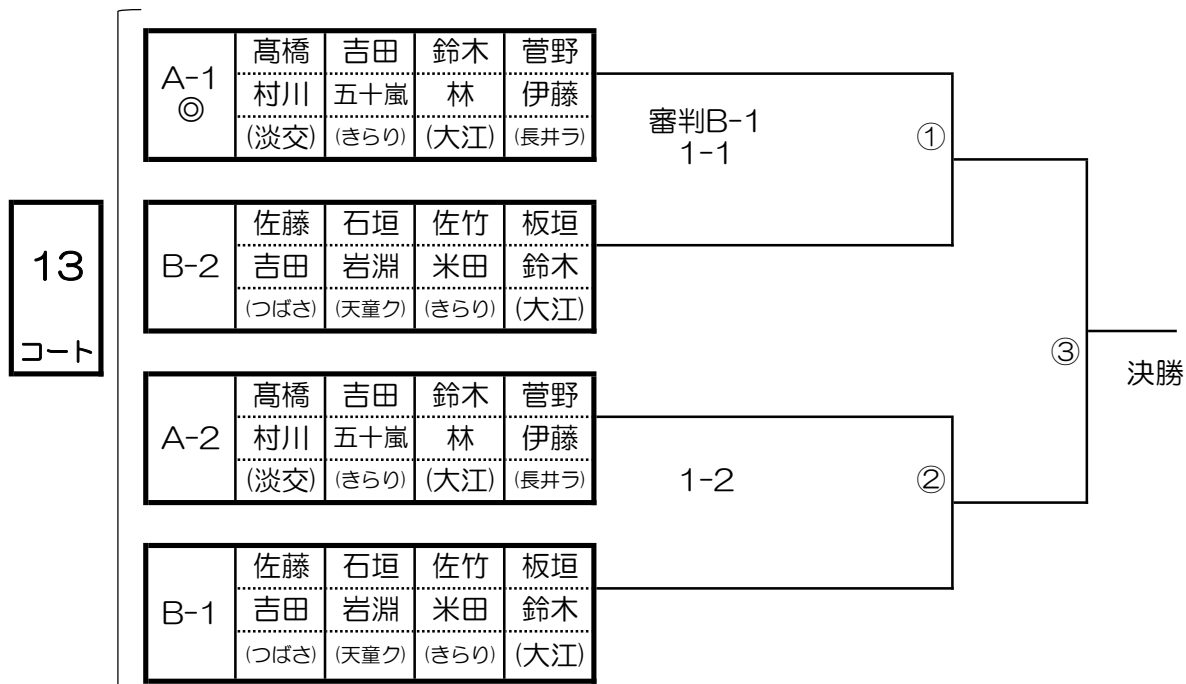 13
コート
A-1
◎
髙橋 吉田 鈴木 菅野
村川 五十嵐 林 伊藤
(淡交) (きらり) (大江) (長井ラ)
審判B-1
1-1
①
B-2
佐藤 石垣 佐竹 板垣
吉田 岩淵 米田 鈴木
(つばさ) (天童ク) (きらり) (大江)
③
決勝
A-2
髙橋 吉田 鈴木 菅野
村川 五十嵐 林 伊藤
(淡交) (きらり) (大江) (長井ラ)
1-2
②
B-1
佐藤 石垣 佐竹 板垣
吉田 岩淵 米田 鈴木
(つばさ) (天童ク) (きらり) (大江)